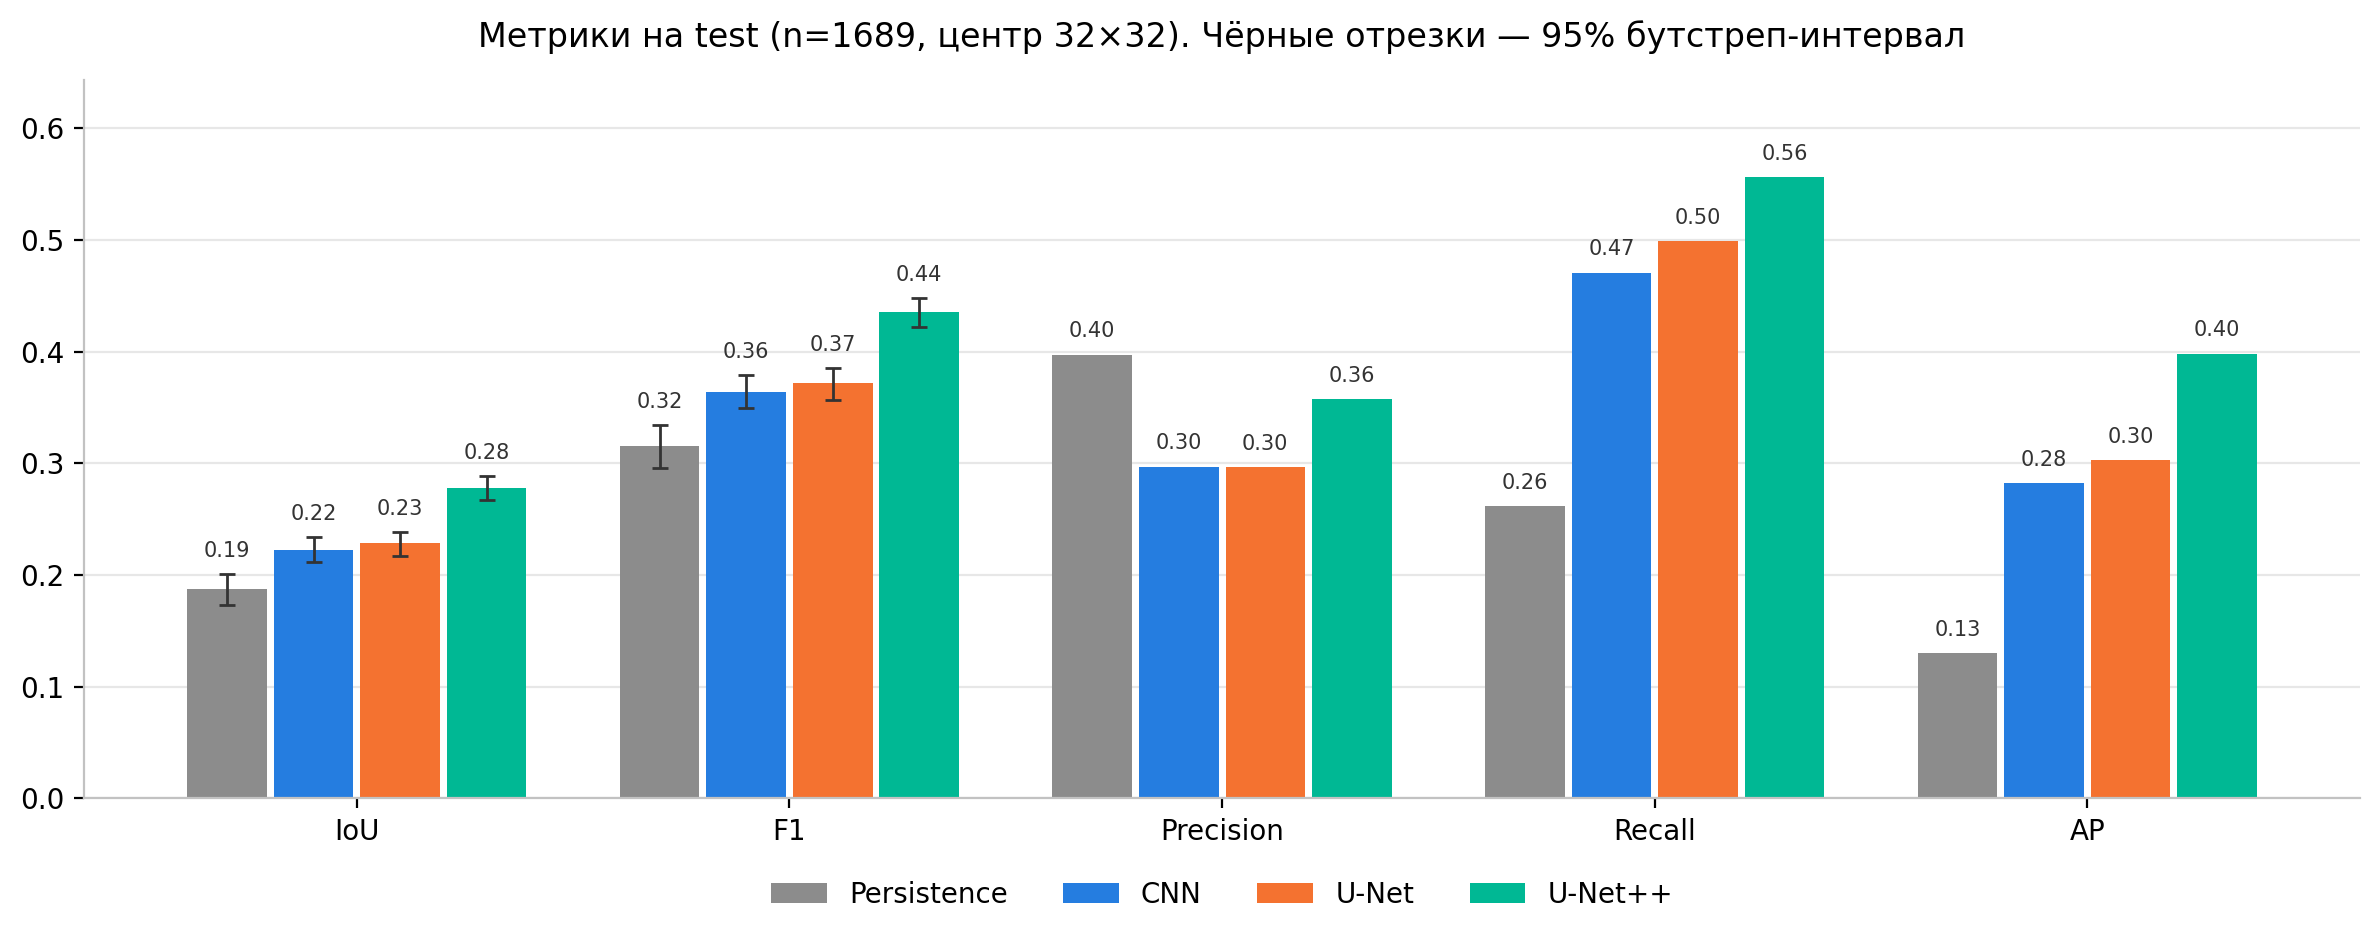 Метрики на test (n=1689, центр 32×32). Чёрные отрезки — 95% бутстреп-интервал
0.6
0.5
0.4
0.3
0.2
0.1
0.0
0.19
0.22
0.23
0.28
0.32
0.36
0.37
0.44
0.40
0.30
0.30
0.36
0.26
0.47
0.50
0.56
0.13
0.28
0.30
0.40
IoU
F1
Precision
Recall
AP
Persistence
CNN
U-Net
U-Net++